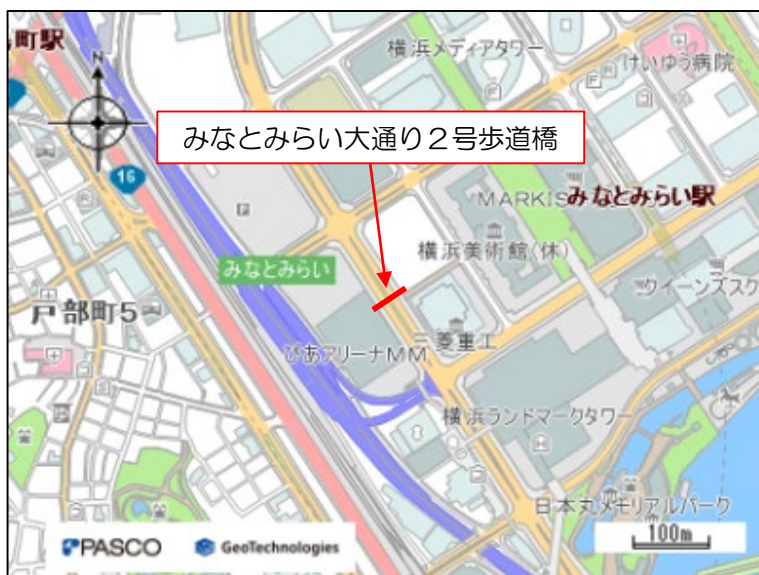 町駅
横浜メディアタワー
けいゆう病院
N
みなとみらい大通り２号歩道橋
16
P
MARKIS
みなとみらい駅
横浜美術館(休)
みなとみらい
クイーンズスク
戸部町5
三菱重工
ぴあアリーナMM
横浜ランドマークタワー
日本丸メモリアルパーク
PASCO
GeoTechnologies
100m